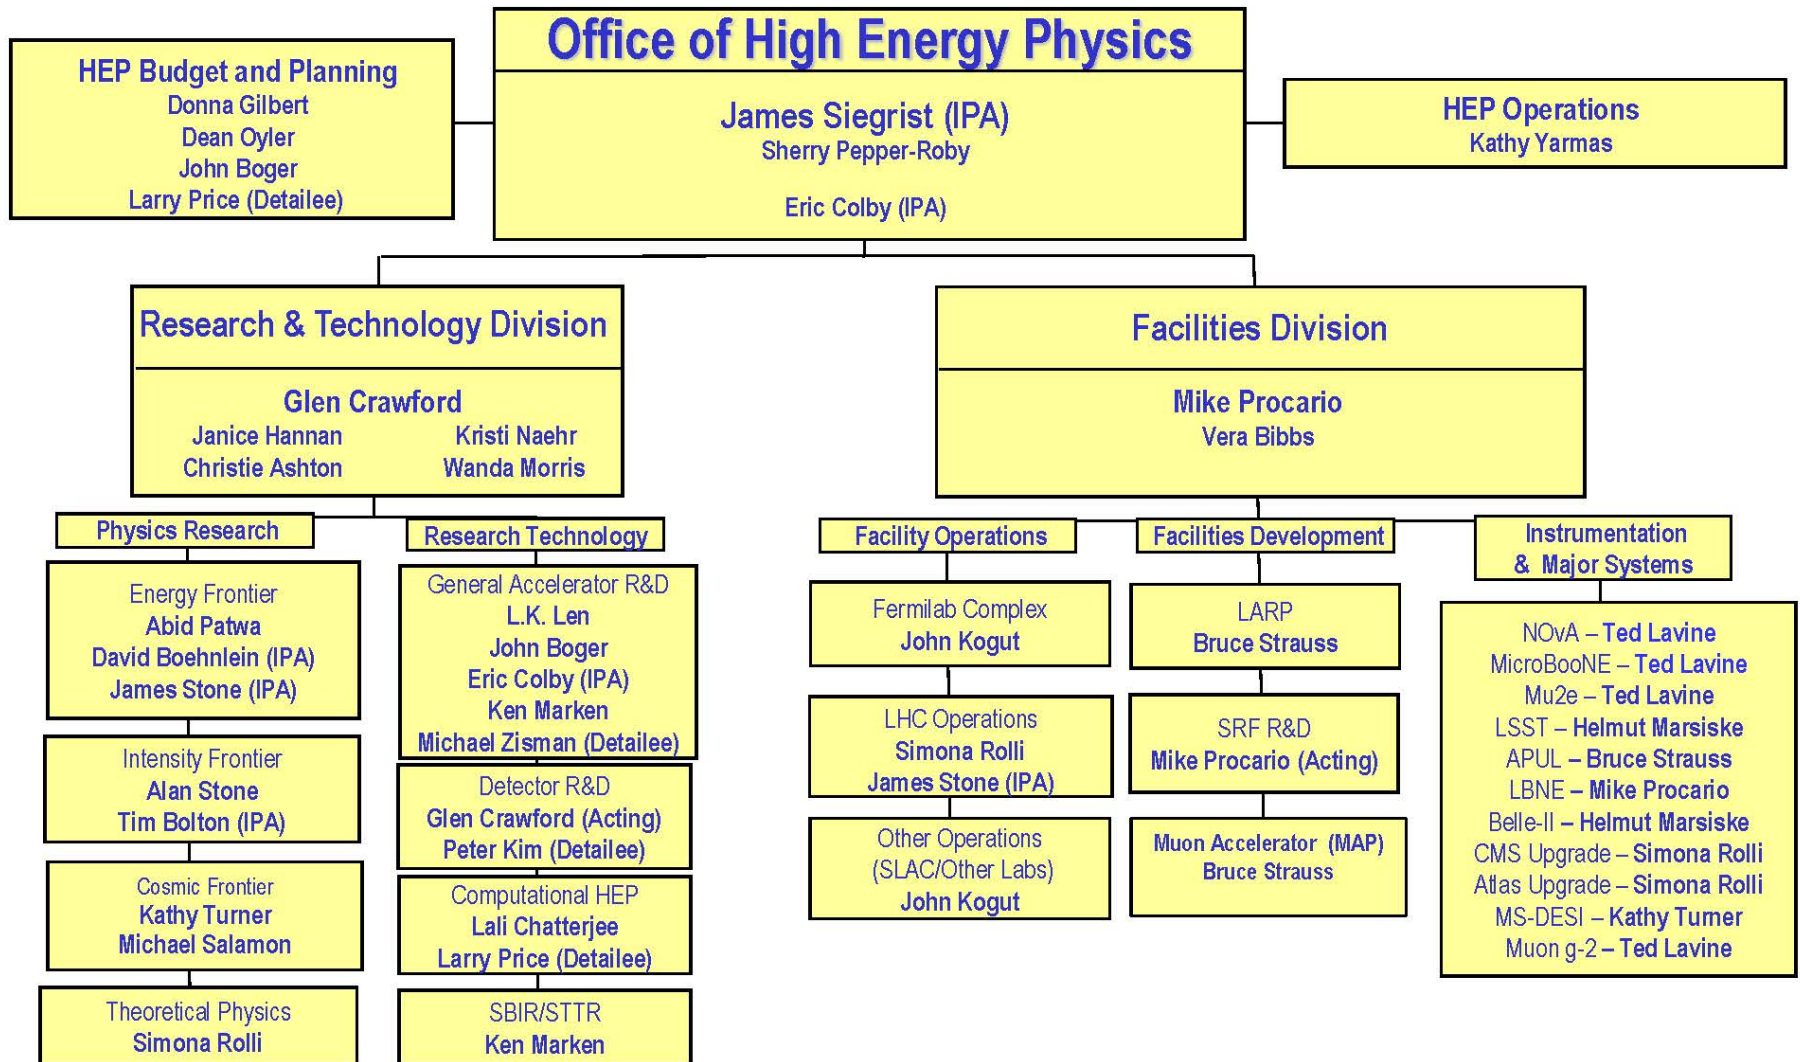 Office of High Energy Physics
James Siegrist (IPA)
Sherry Pepper-Roby
Eric Colby (IPA)
HEP Budget and Planning
Donna Gilbert
Dean Oyler
John Boger
Larry Price (Detailee)
HEP Operations
Kathy Yarmas
Research & Technology Division
Glen Crawford
Janice Hannan Kristi Naehr
Christie Ashton Wanda Morris
Physics Research
Energy Frontier
Abid Patwa
David Boehnlein (IPA)
James Stone (IPA)
Intensity Frontier
Alan Stone
Tim Bolton (IPA)
Cosmic Frontier
Kathy Turner
Michael Salamon
Theoretical Physics
Simona Rolli
Research Technology
General Accelerator R&D
L.K. Len
John Boger
Eric Colby (IPA)
Ken Marken
Michael Zisman (Detailee)
Detector R&D
Glen Crawford (Acting)
Peter Kim (Detailee)
Computational HEP
Lali Chatterjee
Larry Price (Detailee)
SBIR/STTR
Ken Marken
Facilities Division
Mike Procario
Vera Bibbs
Facility Operations
Fermilab Complex
John Kogut
LHC Operations
Simona Rolli
James Stone (IPA)
Other Operations
(SLAC/Other Labs)
John Kogut
Facilities Development
LARP
Bruce Strauss
SRF R&D
Mike Procario (Acting)
Muon Accelerator (MAP)
Bruce Strauss
Instrumentation
& Major Systems
NOvA – Ted Lavine
MicroBooNE – Ted Lavine
Mu2e – Ted Lavine
LSST – Helmut Marsiske
APUL – Bruce Strauss
LBNE – Mike Procario
Belle-II – Helmut Marsiske
CMS Upgrade – Simona Rolli
Atlas Upgrade – Simona Rolli
MS-DESI – Kathy Turner
Muon g-2 – Ted Lavine